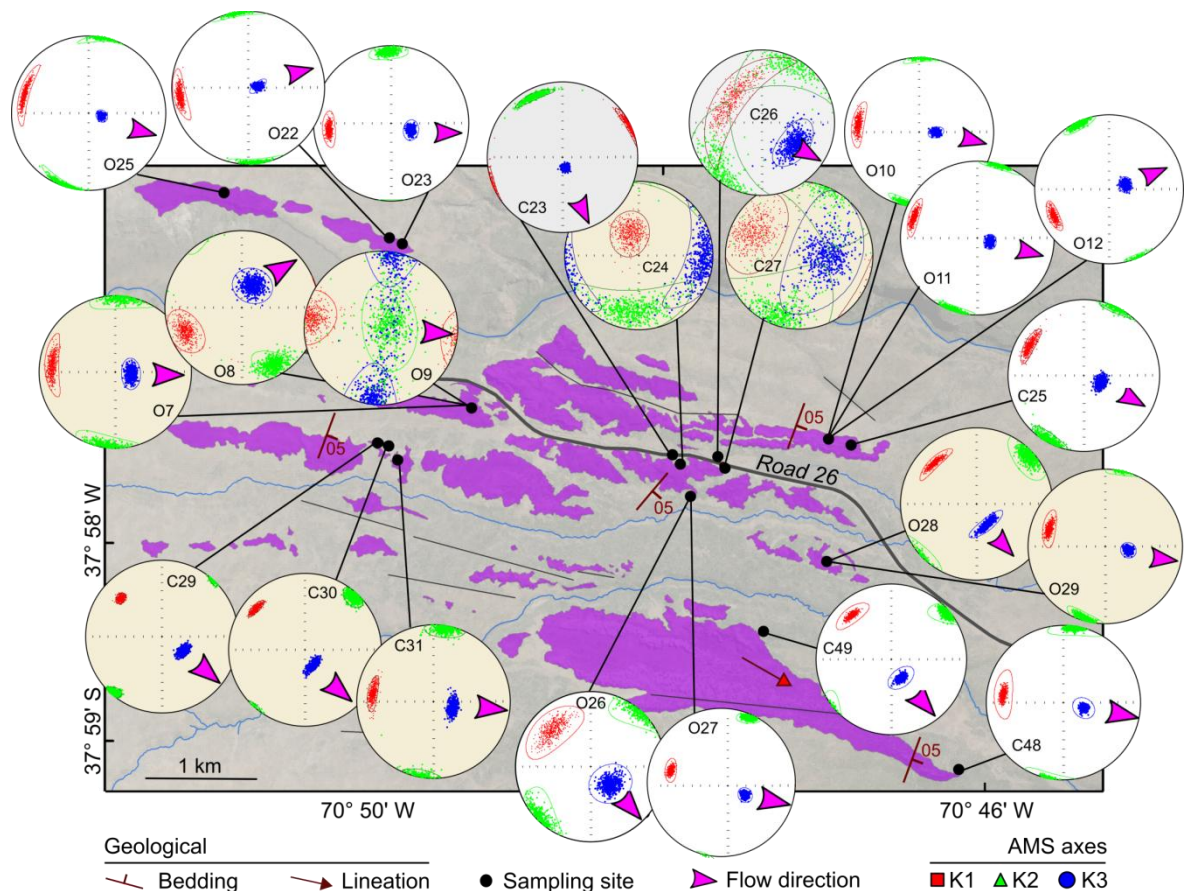 O25
O22
O23
C23
C26
C24
C27
O10
O11
O12
O7
O8
O9
C25
05
05
Road 26
05
O28
O29
37° 58' W
C29
C30
C31
C49
C48
O26
O27
05
37° 59' S
1 km
70° 50' W
70° 46' W
Geological
AMS axes
Bedding
Lineation
Sampling site
Flow direction
K1
K2
K3